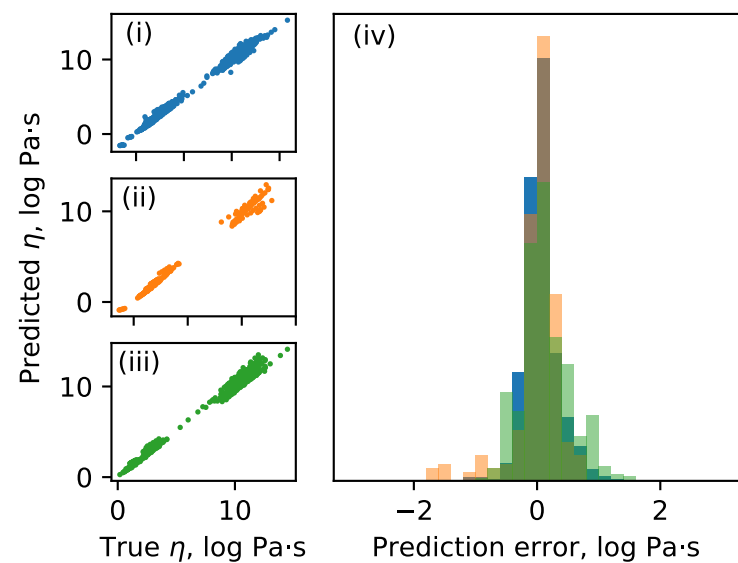 (i)
10
0
(ii)
10
0
(iii)
10
0
0
10
Predicted η, log Pa·s
True η, log Pa·s
(iv)
−2
0
2
Prediction error, log Pa·s